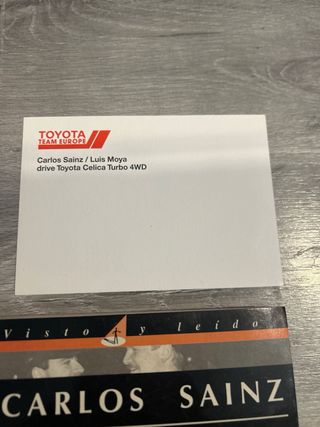 TOYOTA
TEAM EUROPE
Carlos Sainz / Luis Moya
drive Toyota Celica Turbo 4WD
Visto y leído
CARLOS SAINZ